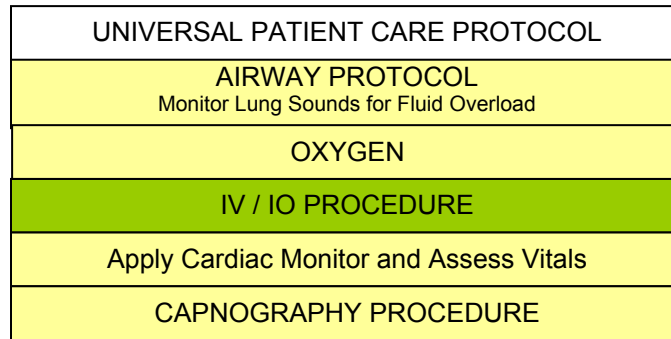 UNIVERSAL PATIENT CARE PROTOCOL
AIRWAY PROTOCOL
Monitor Lung Sounds for Fluid Overload
OXYGEN
IV / IO PROCEDURE
Apply Cardiac Monitor and Assess Vitals
CAPNOGRAPHY PROCEDURE